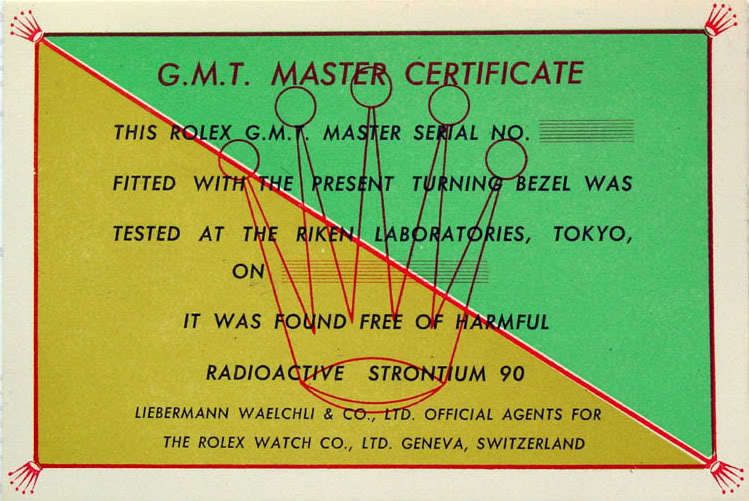 G.M.T. MASTER CERTIFICATE
THIS ROLEX G.M.T. MASTER SERIAL NO.
FITTED WITH THE PRESENT TURNING BEZEL WAS
TESTED AT THE RIKEN LABORATORIES, TOKYO,
ON
IT WAS FOUND FREE OF HARMFUL
RADIOACTIVE STRONTIUM 90
LIEBERMANN WAELCHLI & CO., LTD. OFFICIAL AGENTS FOR
THE ROLEX WATCH CO., LTD. GENEVA, SWITZERLAND